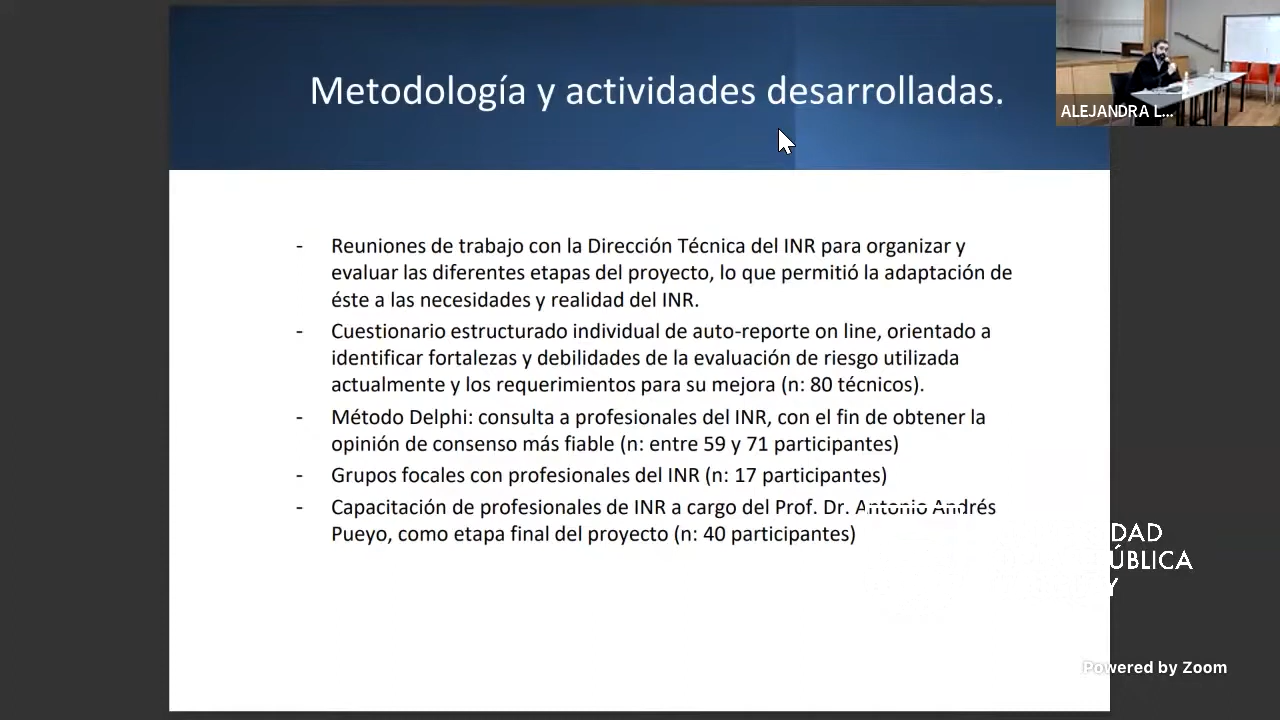 Metodología y actividades desarrolladas.
ALEJANDRA L...
- Reuniones de trabajo con la Dirección Técnica del INR para organizar y
evaluar las diferentes etapas del proyecto, lo que permitió la adaptación de
éste a las necesidades y realidad del INR.
- Cuestionario estructurado individual de auto-reporte on line, orientado a
identificar fortalezas y debilidades de la evaluación de riesgo utilizada
actualmente y los requerimientos para su mejora (n: 80 técnicos).
- Método Delphi: consulta a profesionales del INR, con el fin de obtener la
opinión de consenso más fiable (n: entre 59 y 71 participantes)
- Grupos focales con profesionales del INR (n: 17 participantes)
- Capacitación de profesionales de INR a cargo del Prof. Dr. Antonio Andrés
Pueyo, como etapa final del proyecto (n: 40 participantes)
DAD
ÚBLICA
Y
Powered by Zoom